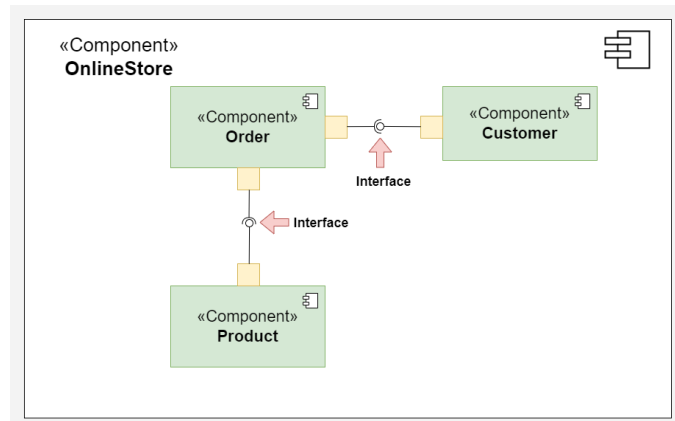 «Component»
OnlineStore
«Component»
Order
«Component»
Customer
Interface
Interface
«Component»
Product